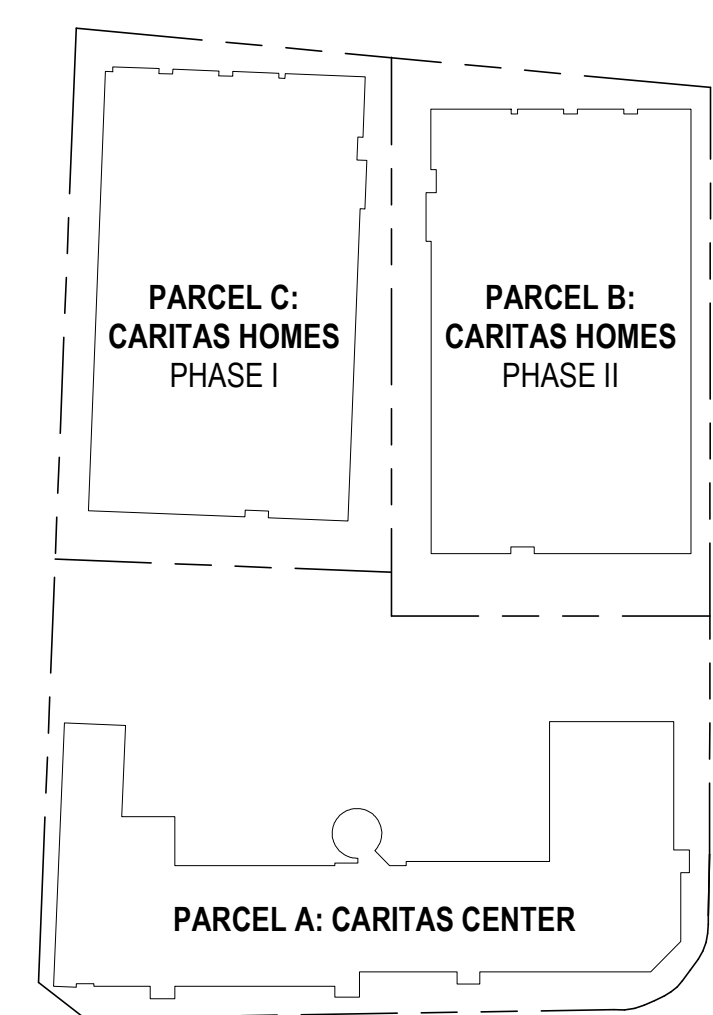 PARCEL C:
CARITAS HOMES
PHASE I
PARCEL B:
CARITAS HOMES
PHASE II
PARCEL A: CARITAS CENTER